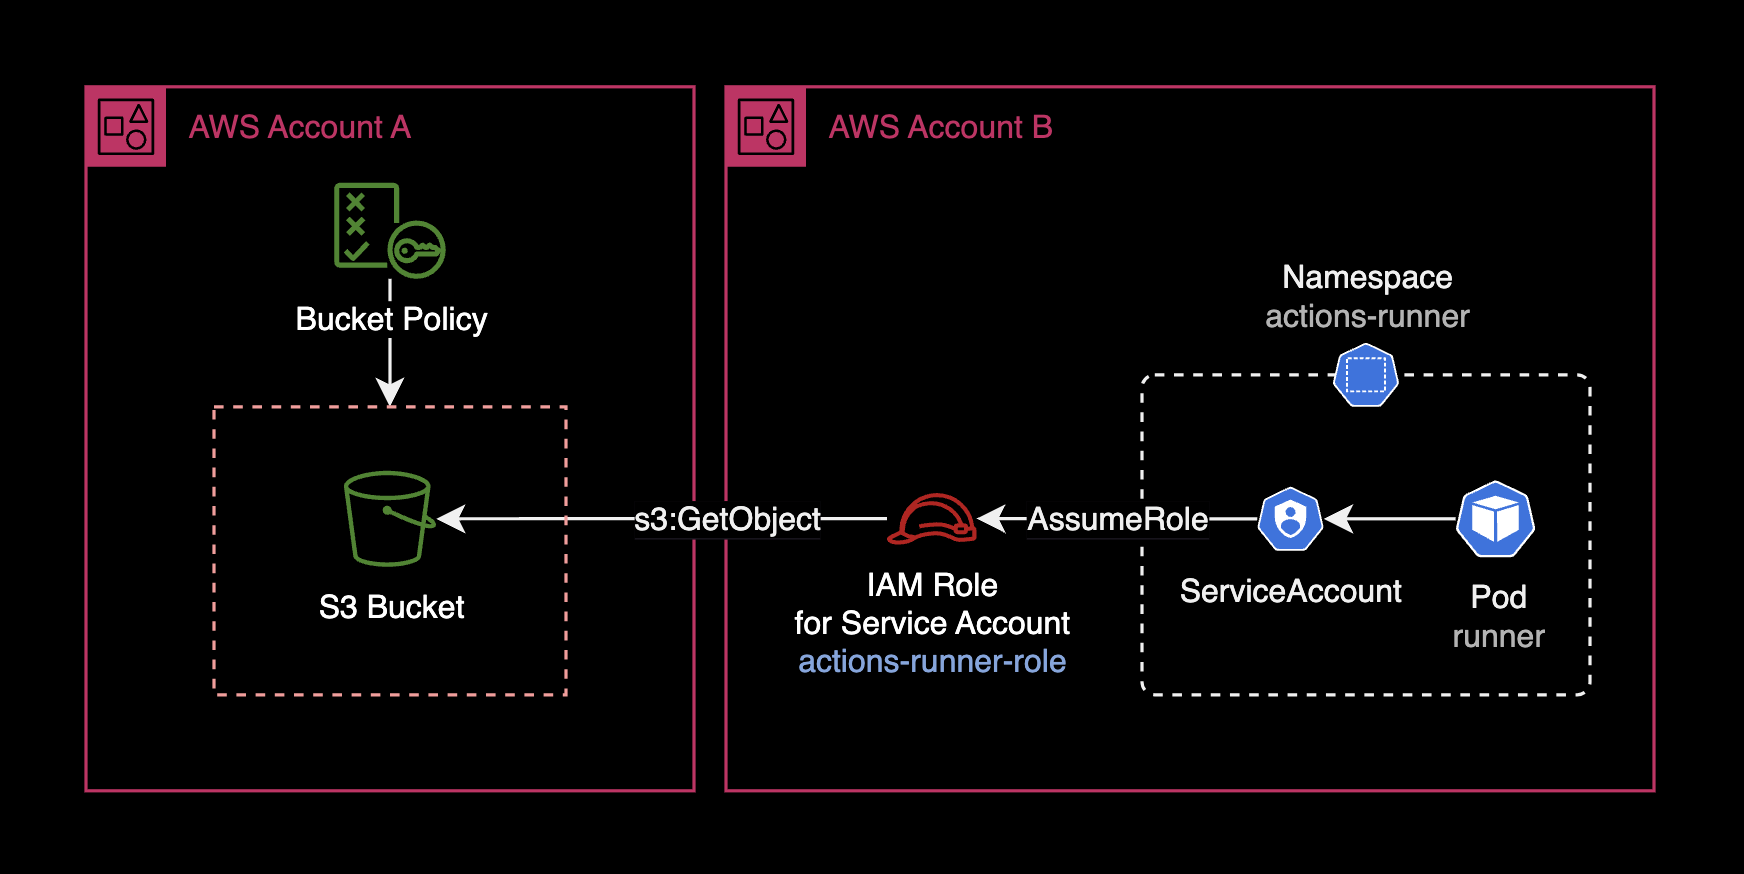 AWS Account A
Bucket Policy
S3 Bucket
s3:GetObject
AWS Account B
IAM Role
for Service Account
actions-runner-role
AssumeRole
Namespace
actions-runner
ServiceAccount
Pod
runner